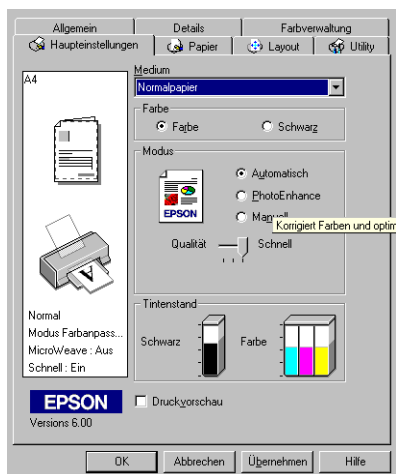 Allgemein Details Farbverwaltung
Haupteinstellungen Papier Layout Utility
A4
Medium
Normalpapier
Farbe
Farbe Schwarz
Modus
Automatisch
PhotoEnhance
EPSON
Korrigiert Farben und optim
Qualität Schnell
Tintenstand
Schwarz Farbe
Normal
Modus Farbanpass...
MicroWeave : Aus
Schnell : Ein
EPSON
Versions 6.00
Druckvorschau
OK Abbrechen Übernehmen Hilfe